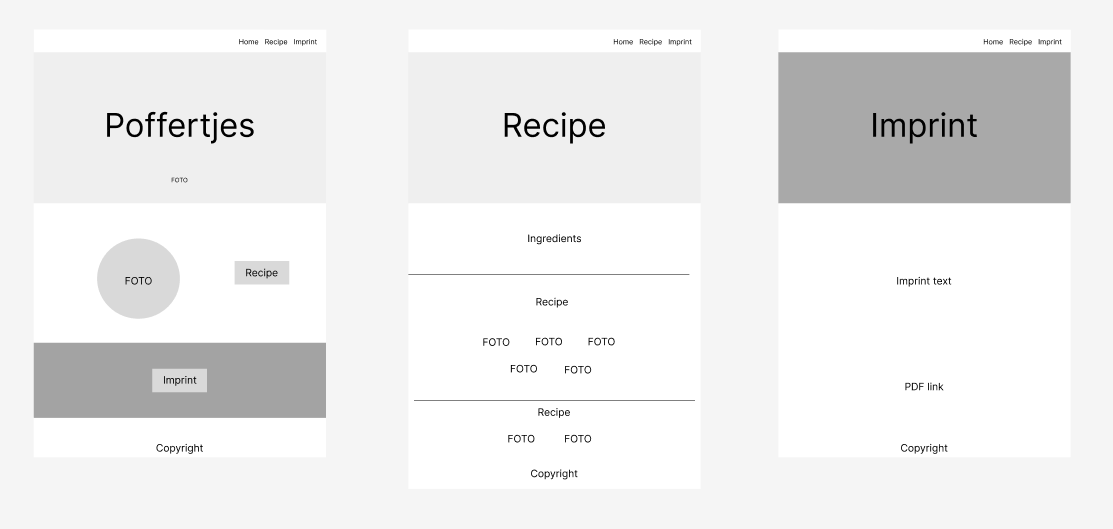 Home Recipe Imprint
Poffertjes
FOTO
FOTO
Recipe
Imprint
Copyright
Home Recipe Imprint
Recipe
Ingredients
Recipe
FOTO FOTO FOTO
FOTO FOTO
Recipe
FOTO FOTO
Copyright
Home Recipe Imprint
Imprint
Imprint text
PDF link
Copyright